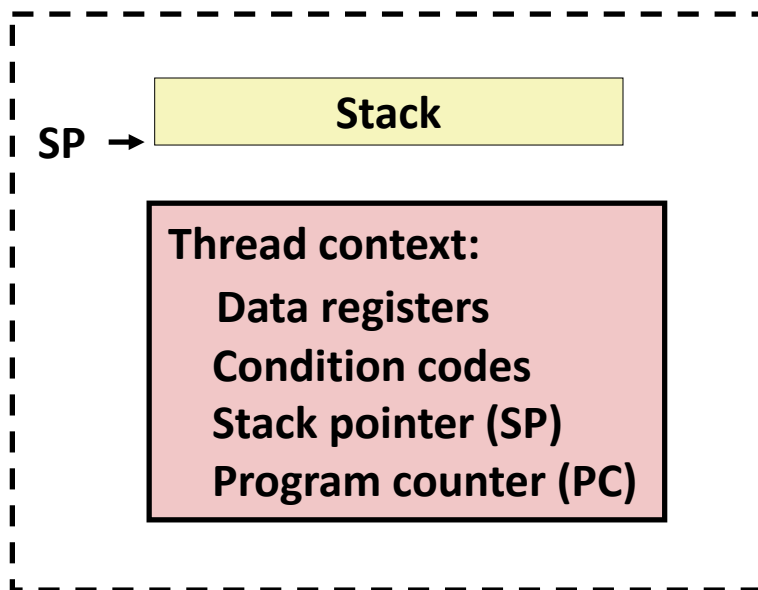 Stack
SP →
Thread context:
Data registers
Condition codes
Stack pointer (SP)
Program counter (PC)